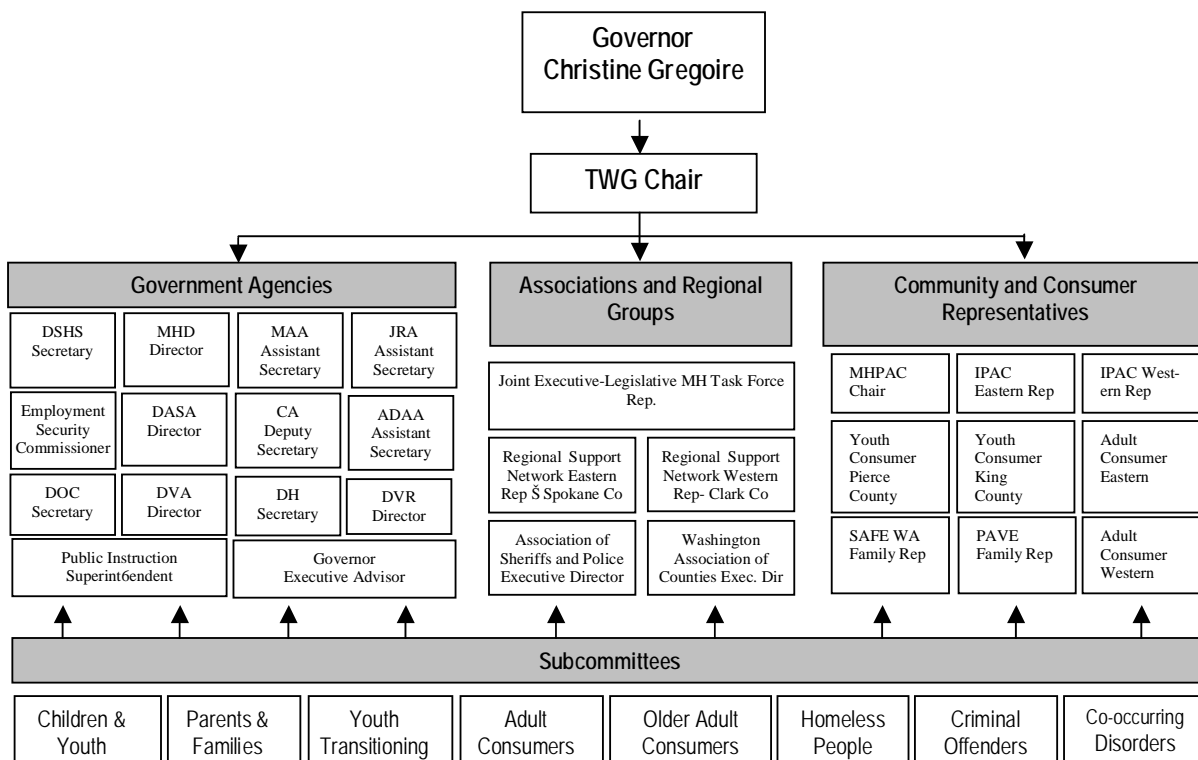 Governor
Christine Gregoire
TWG Chair
Government Agencies
DSHS
Secretary
MHD
Director
MAA
Assistant
Secretary
JRA
Assistant
Secretary
Employment
Security
Commissioner
DASA
Director
CA
Deputy
Secretary
ADAA
Assistant
Secretary
DOC
Secretary
DVA
Director
DH
Secretary
DVR
Director
Public Instruction
Superint6endent
Governor
Executive Advisor
Associations and Regional
Groups
Joint Executive-Legislative MH Task Force
Rep.
Regional Support
Network Eastern
Rep Š Spokane Co
Regional Support
Network Western
Rep- Clark Co
Association of
Sheriffs and Police
Executive Director
Washington
Association of
Counties Exec. Dir
Community and Consumer
Representatives
MHPAC
Chair
IPAC
Eastern Rep
IPAC West-
ern Rep
Youth
Consumer
Pierce
County
Youth
Consumer
King
County
Adult
Consumer
Eastern
SAFE WA
Family Rep
PAVE
Family Rep
Adult
Consumer
Western
Subcommittees
Children &
Youth
Parents &
Families
Youth
Transitioning
Adult
Consumers
Older Adult
Consumers
Homeless
People
Criminal
Offenders
Co-occurring
Disorders